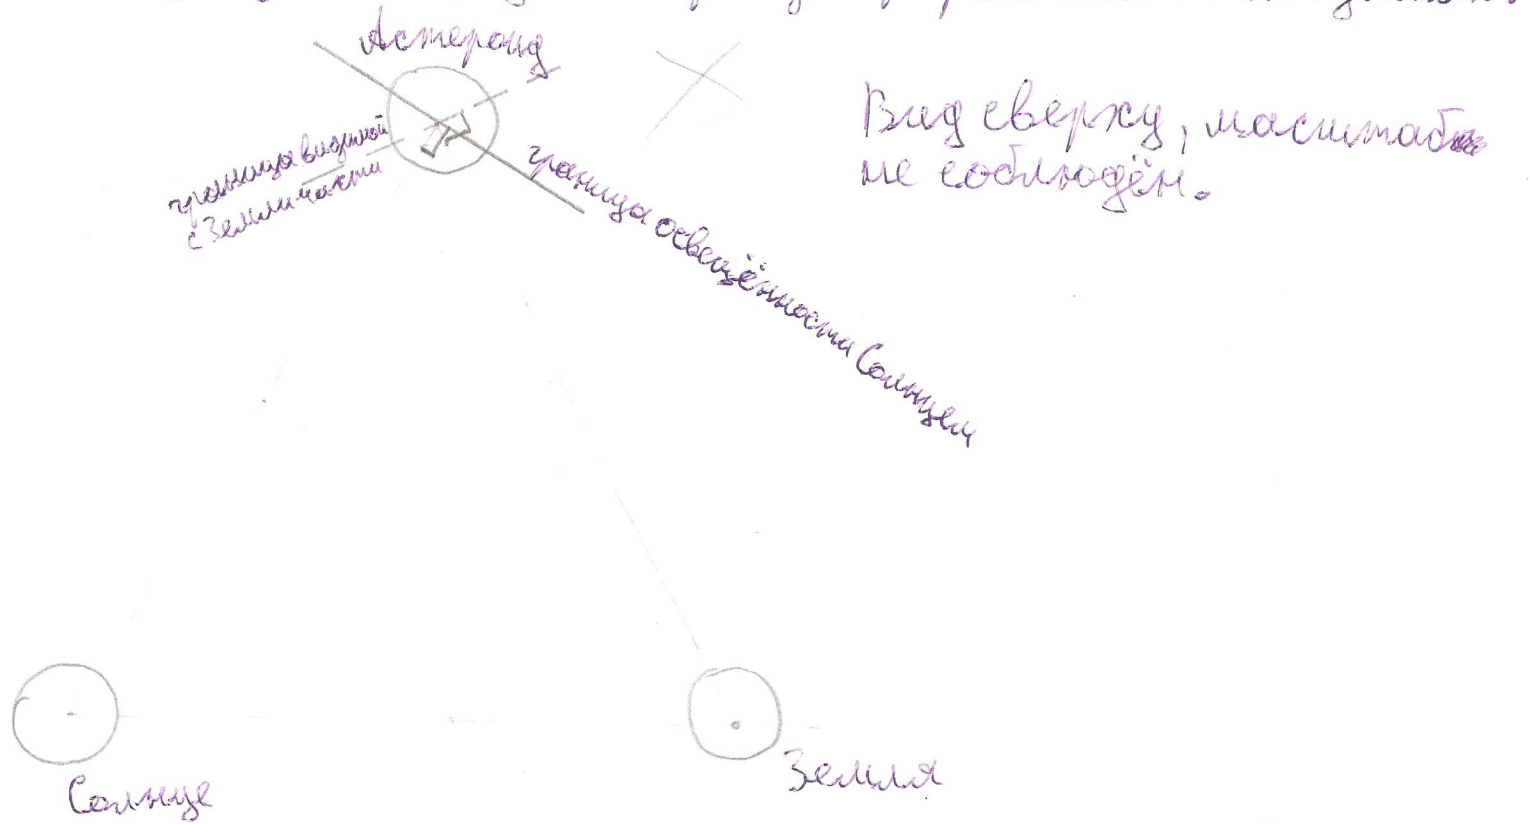 Астероид
Вид сверху, масштаб
не соблюдён.
граница видимой
с Земли части
граница освещённости Солнцем
Солнце
Земля